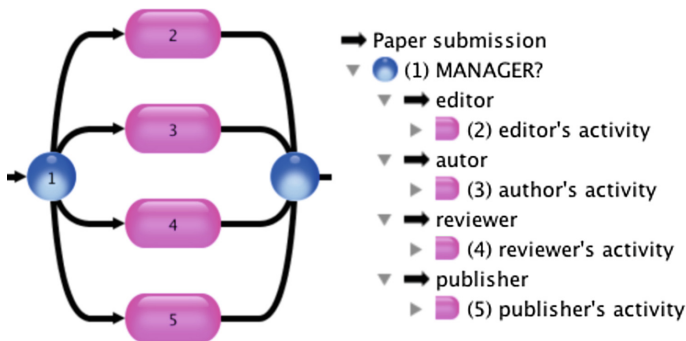 1
2
3
4
5
Paper submission
(1) MANAGER?
editor
(2) editor's activity
autor
(3) author's activity
reviewer
(4) reviewer's activity
publisher
(5) publisher's activity